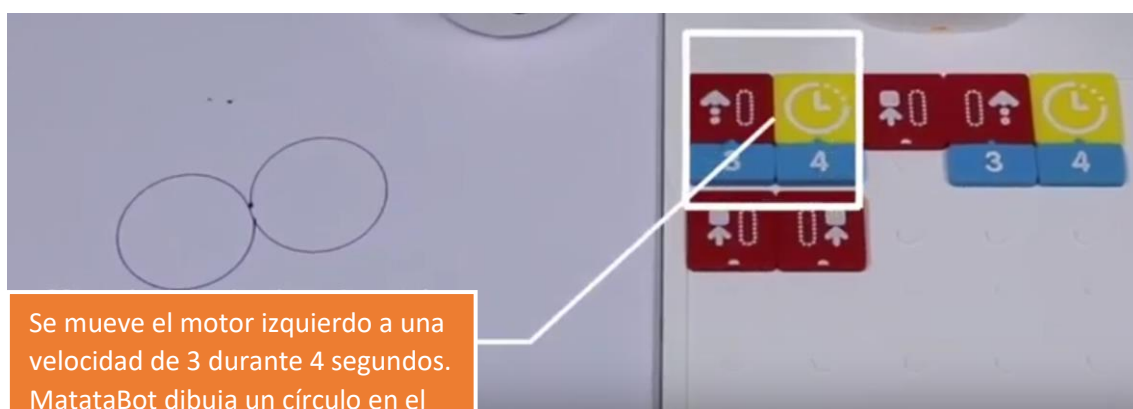 3 4 3 4
Se mueve el motor izquierdo a una
velocidad de 3 durante 4 segundos.
MatataBot dibuja un círculo en el